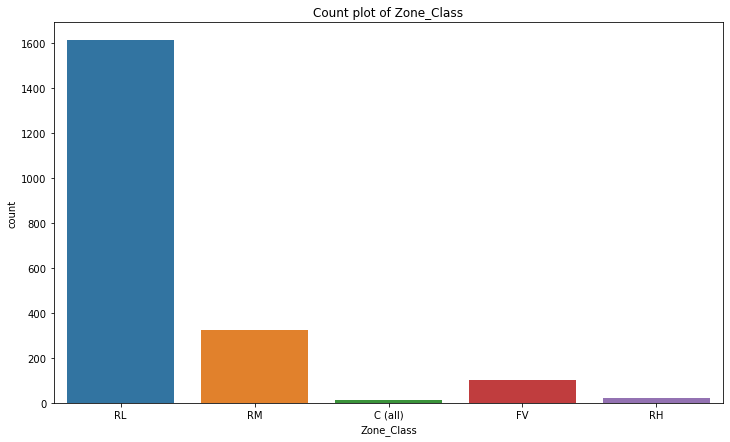 Count plot of Zone_Class
1600
1400
1200
1000
800
600
400
200
0
count
RL RM C (all) FV RH
Zone_Class